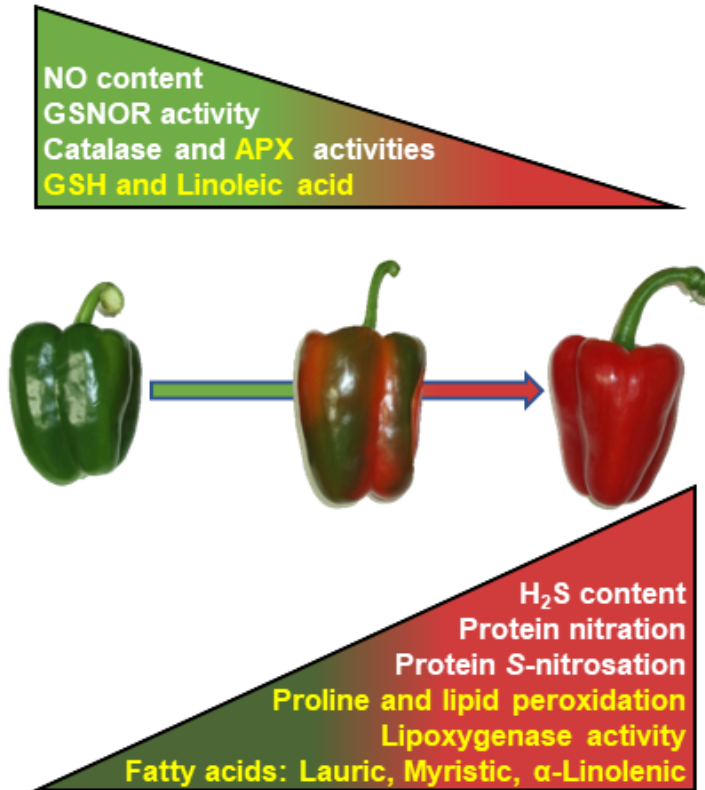 NO content
GSNOR activity
Catalase and APX activities
GSH and Linoleic acid
H₂S content
Protein nitration
Protein S-nitrosation
Proline and lipid peroxidation
Lipoxygenase activity
Fatty acids: Lauric, Myristic, α-Linolenic